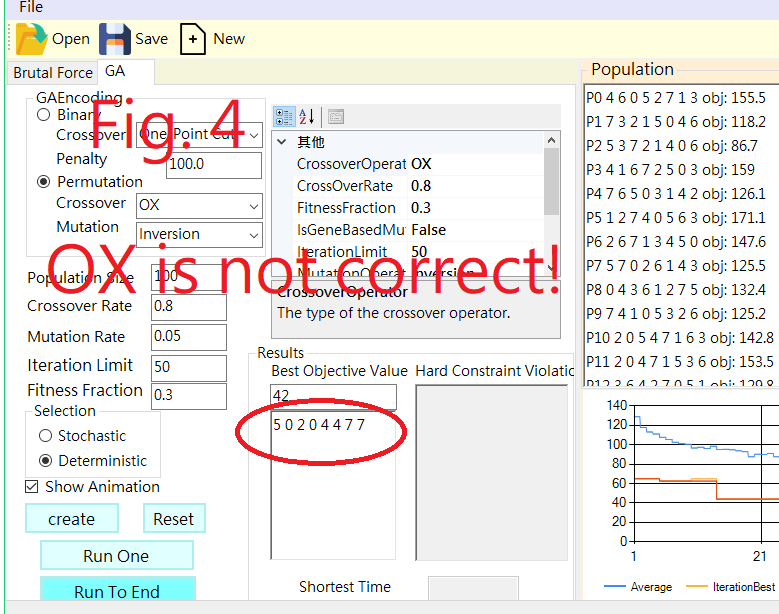 File
Open Save New
Brutal Force GA
GAEncoding
Binary
Crossover One Point Cut
Penalty 100.0
Permutation
Crossover OX
Mutation Inversion
Population Size 100
Crossover Rate 0.8
Mutation Rate 0.05
Iteration Limit 50
Fitness Fraction 0.3
Selection
Stochastic
Deterministic
Show Animation
create Reset
Run One
Run To End
Fig. 4
OX is not correct!
其他
CrossoverOperat OX
CrossOverRate 0.8
FitnessFraction 0.3
IsGeneBasedMu False
IterationLimit 50
MutationOperat Inversion
CrossoverOperator
The type of the crossover operator.
Results
Best Objective Value Hard Constraint Violatio
42
5 0 2 0 4 4 7 7
Shortest Time
Population
P0 4 6 0 5 2 7 1 3 obj: 155.5
P1 7 3 2 1 5 0 4 6 obj: 118.2
P2 5 3 7 2 1 4 0 6 obj: 86.7
P3 4 1 6 7 2 5 0 3 obj: 159
P4 7 6 5 0 3 1 4 2 obj: 126.1
P5 1 2 7 4 0 5 6 3 obj: 171.1
P6 2 6 7 1 3 4 5 0 obj: 147.6
P7 5 7 0 2 6 1 4 3 obj: 125.5
P8 0 4 3 6 1 2 7 5 obj: 132.4
P9 7 4 1 0 5 3 2 6 obj: 125.2
P10 2 0 5 4 7 1 6 3 obj: 142.8
P11 2 0 4 7 1 5 3 6 obj: 153.5
P12 3 6 4 2 7 0 5 1 obj: 129.8
140
120
100
80
60
40
20
0
1 21
Average IterationBest